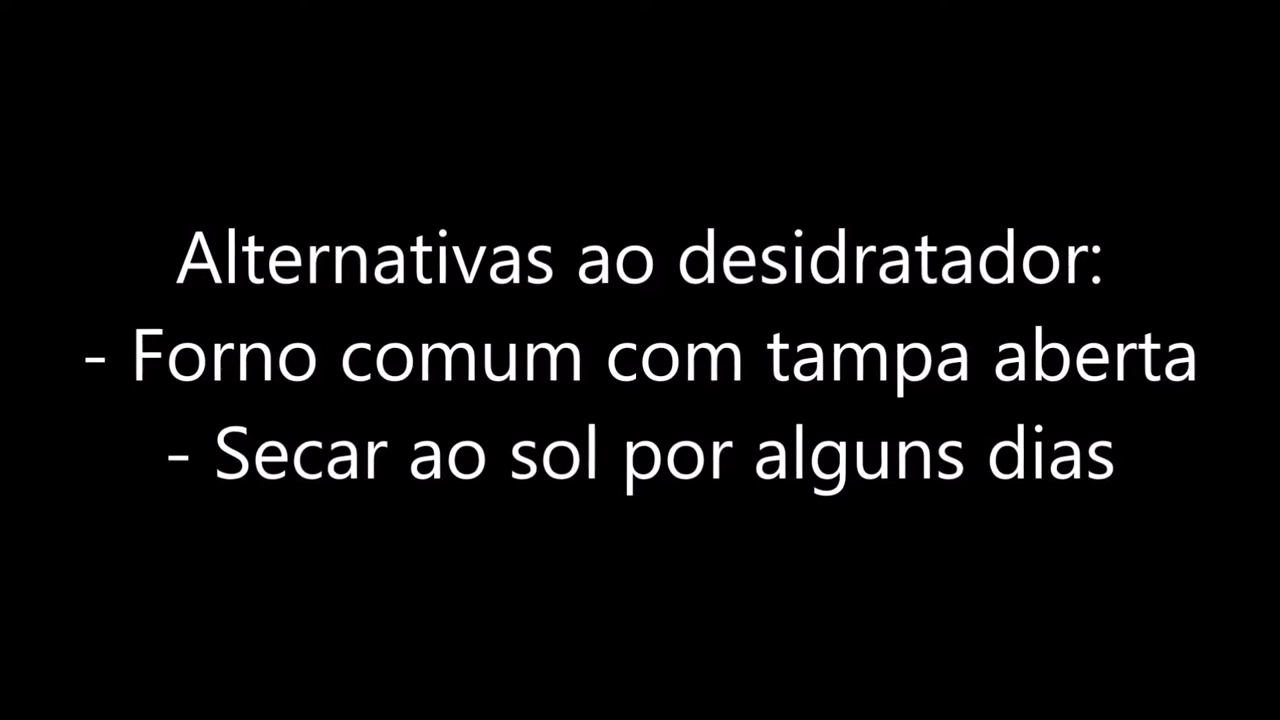 Alternativas ao desidratador:
- Forno comum com tampa aberta
- Secar ao sol por alguns dias